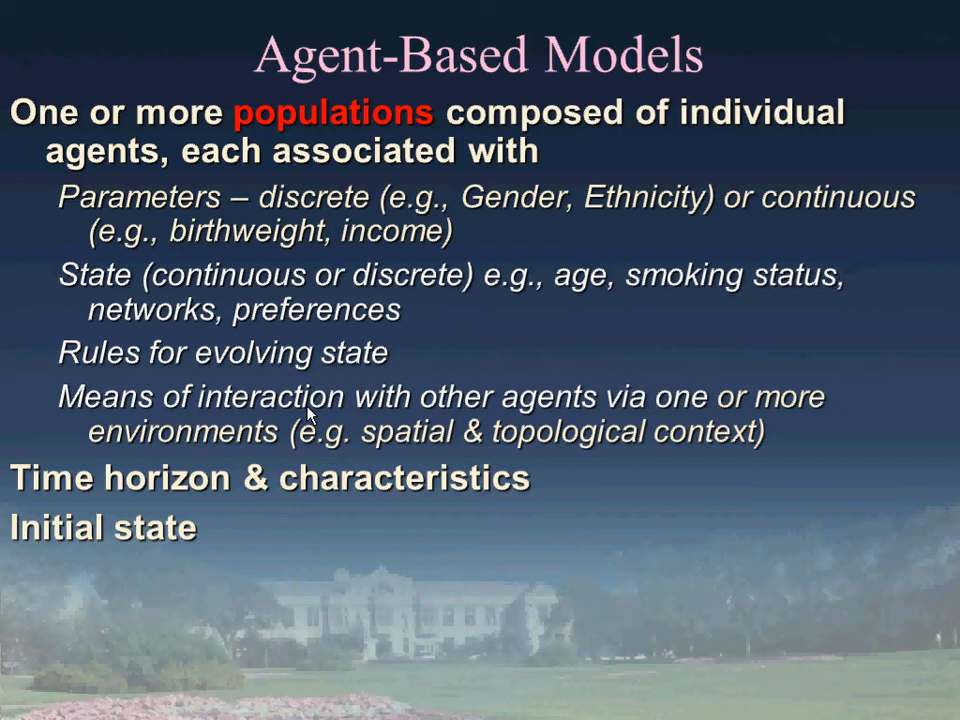 Agent-Based Models
One or more populations composed of individual
agents, each associated with
Parameters – discrete (e.g., Gender, Ethnicity) or continuous
(e.g., birthweight, income)
State (continuous or discrete) e.g., age, smoking status,
networks, preferences
Rules for evolving state
Means of interaction with other agents via one or more
environments (e.g. spatial & topological context)
Time horizon & characteristics
Initial state